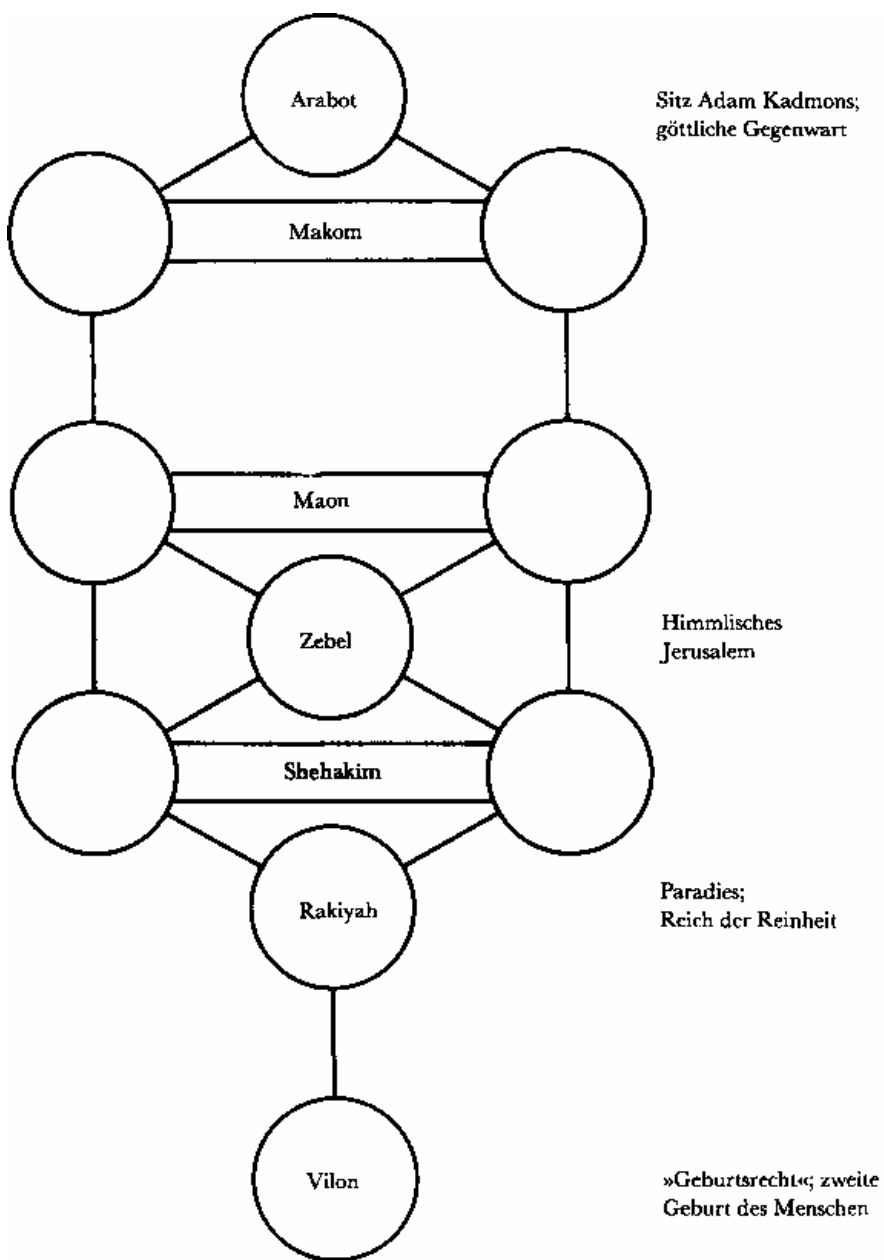 Arabot
Sitz Adam Kadmons;
göttliche Gegenwart
Makom
Maon
Zebel
Himmlisches
Jerusalem
Shehakim
Rakiyah
Paradies;
Reich der Reinheit
Vilon
»Geburtsrecht«; zweite
Geburt des Menschen